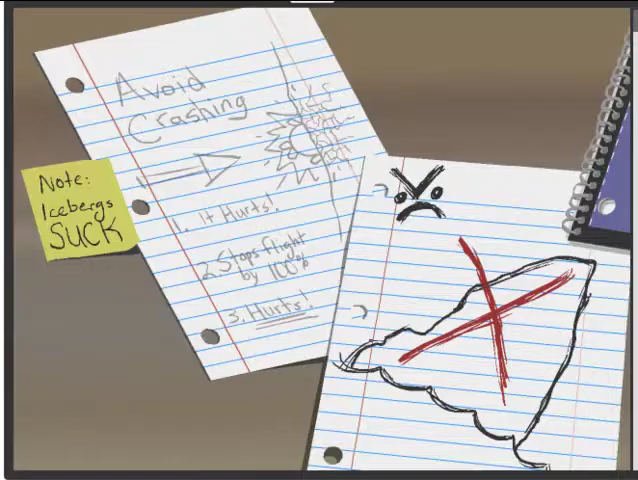 Avoid
Crashing
Note:
Icebergs
SUCK
1. It Hurts!
2. Stops flight
by 100%
3. Hurts!